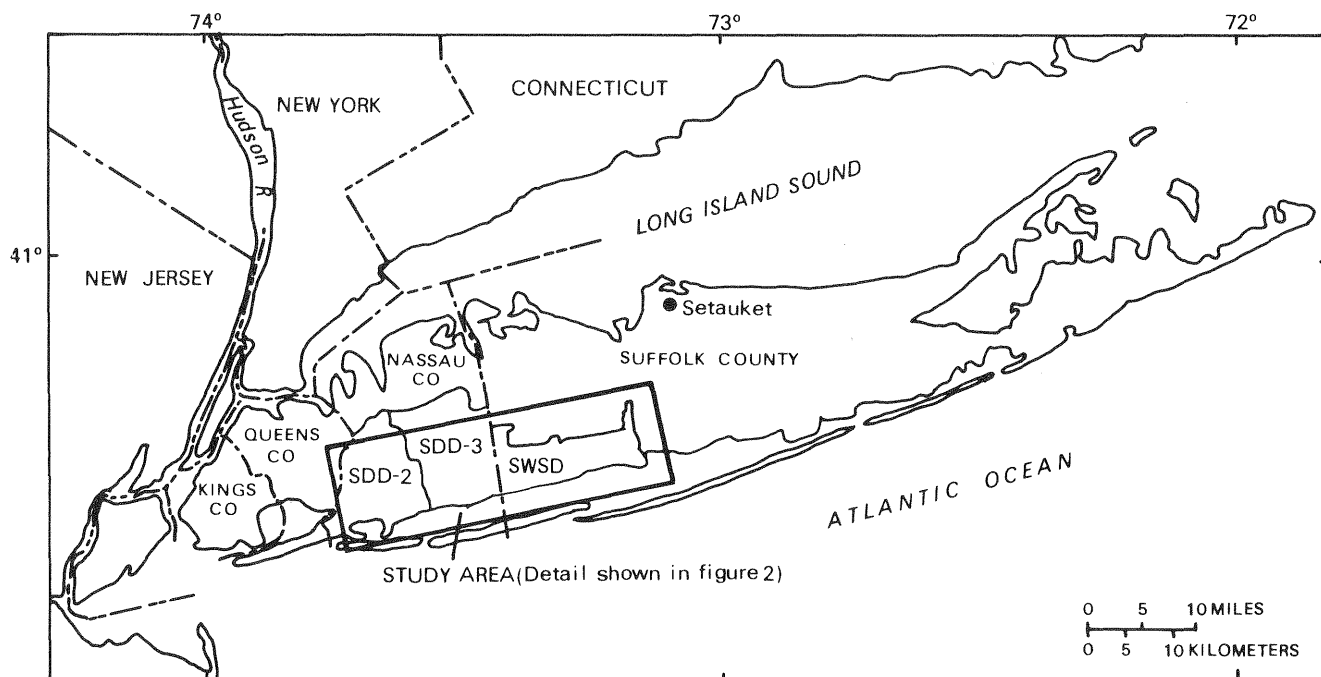 74° 73° 72°
NEW YORK
CONNECTICUT
Hudson R
LONG ISLAND SOUND
41°
NEW JERSEY
Setauket
NASSAU
CO
SUFFOLK COUNTY
QUEENS
CO
SDD-3
SDD-2
SWSD
KINGS
CO
ATLANTIC OCEAN
STUDY AREA(Detail shown in figure 2)
0 5 10 MILES
0 5 10 KILOMETERS